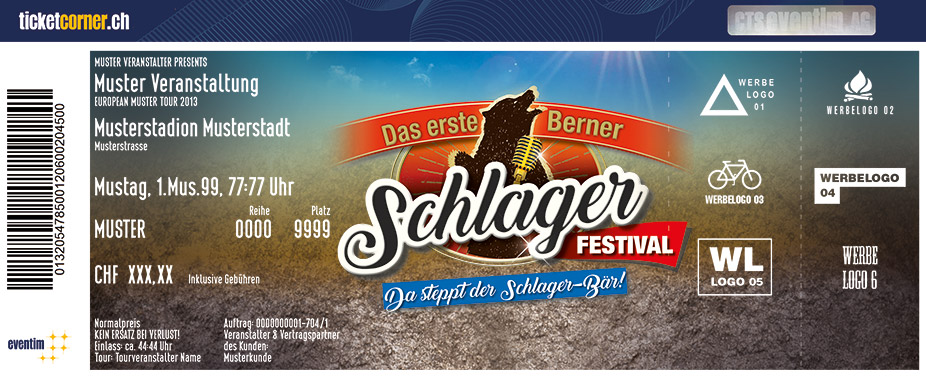 ticketcorner.ch
CTS eventim AG
MUSTER VERANSTALTER PRESENTS
Muster Veranstaltung
EUROPEAN MUSTER TOUR 2013
Musterstadion Musterstadt
Musterstrasse
Mustag, 1.Mus.99, 77:77 Uhr
Reihe Platz
MUSTER 0000 9999
CHF XXX,XX Inklusive Gebühren
Normalpreis
KEIN ERSATZ BEI VERLUST!
Einlass: ca. 44:44 Uhr
Tour: Tourveranstalter Name
Auftrag: 0000000001-704/1
Veranstalter & Vertragspartner
des Kunden:
Musterkunde
013205478500120600204500
eventim
Das erste Berner
Schlager
FESTIVAL
Da steppt der Schlager-Bär!
WERBE
LOGO
01
WERBELOGO 02
WERBELOGO 03
WERBELOGO
04
WL
LOGO 05
WERBE
LOGO 6